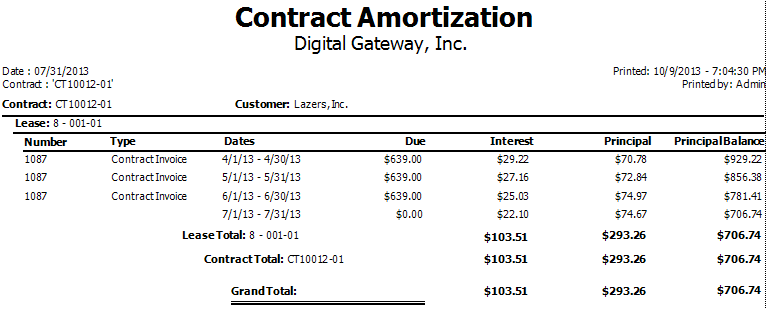 Contract Amortization
Digital Gateway, Inc.
Date : 07/31/2013 Printed: 10/9/2013 - 7:04:30 PM
Contract : 'CT10012-01' Printed by: Admin
Contract: CT10012-01 Customer: Lazers, Inc.
Lease: 8 - 001-01
Number Type Dates Due Interest Principal Principal Balance
1087 Contract Invoice 4/1/13 - 4/30/13 $639.00 $29.22 $70.78 $929.22
1087 Contract Invoice 5/1/13 - 5/31/13 $639.00 $27.16 $72.84 $856.38
1087 Contract Invoice 6/1/13 - 6/30/13 $639.00 $25.03 $74.97 $781.41
7/1/13 - 7/31/13 $0.00 $22.10 $74.67 $706.74
Lease Total: 8 - 001-01 $103.51 $293.26 $706.74
Contract Total: CT10012-01 $103.51 $293.26 $706.74
Grand Total: $103.51 $293.26 $706.74